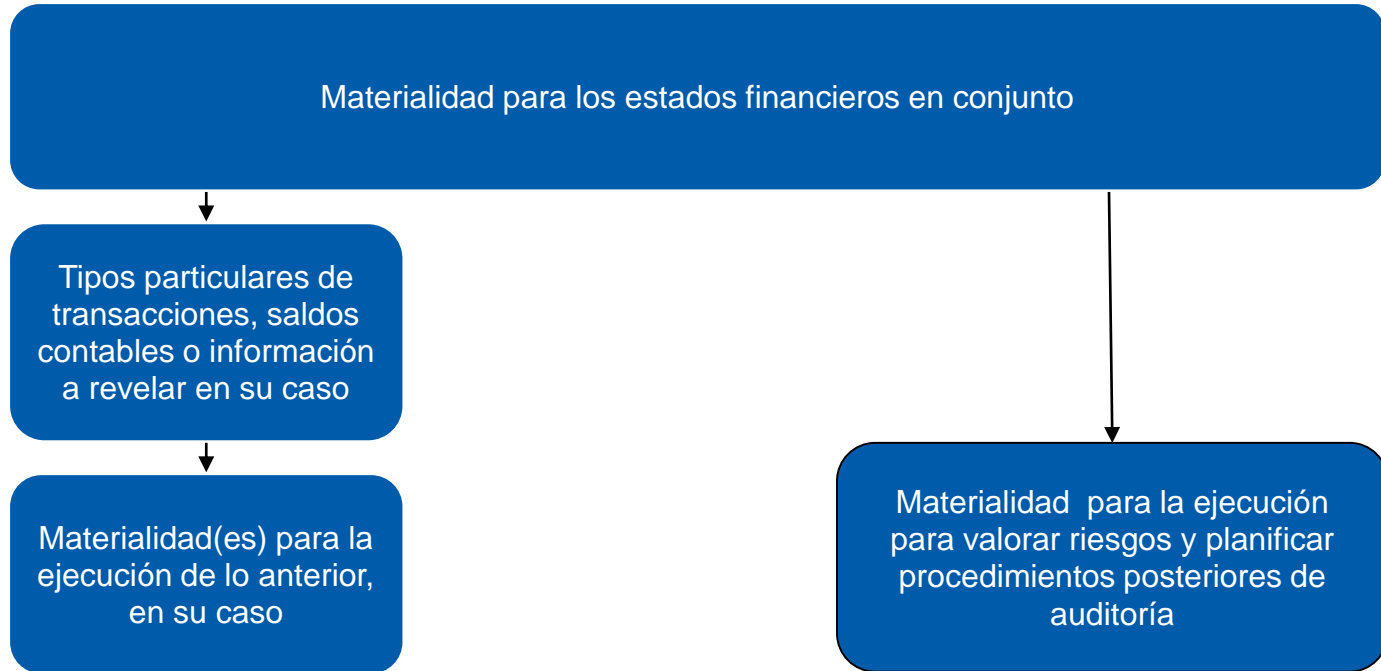 Materialidad para los estados financieros en conjunto
Tipos particulares de
transacciones, saldos
contables o información
a revelar en su caso
Materialidad(es) para la
ejecución de lo anterior,
en su caso
Materialidad para la ejecución
para valorar riesgos y planificar
procedimientos posteriores de
auditoría